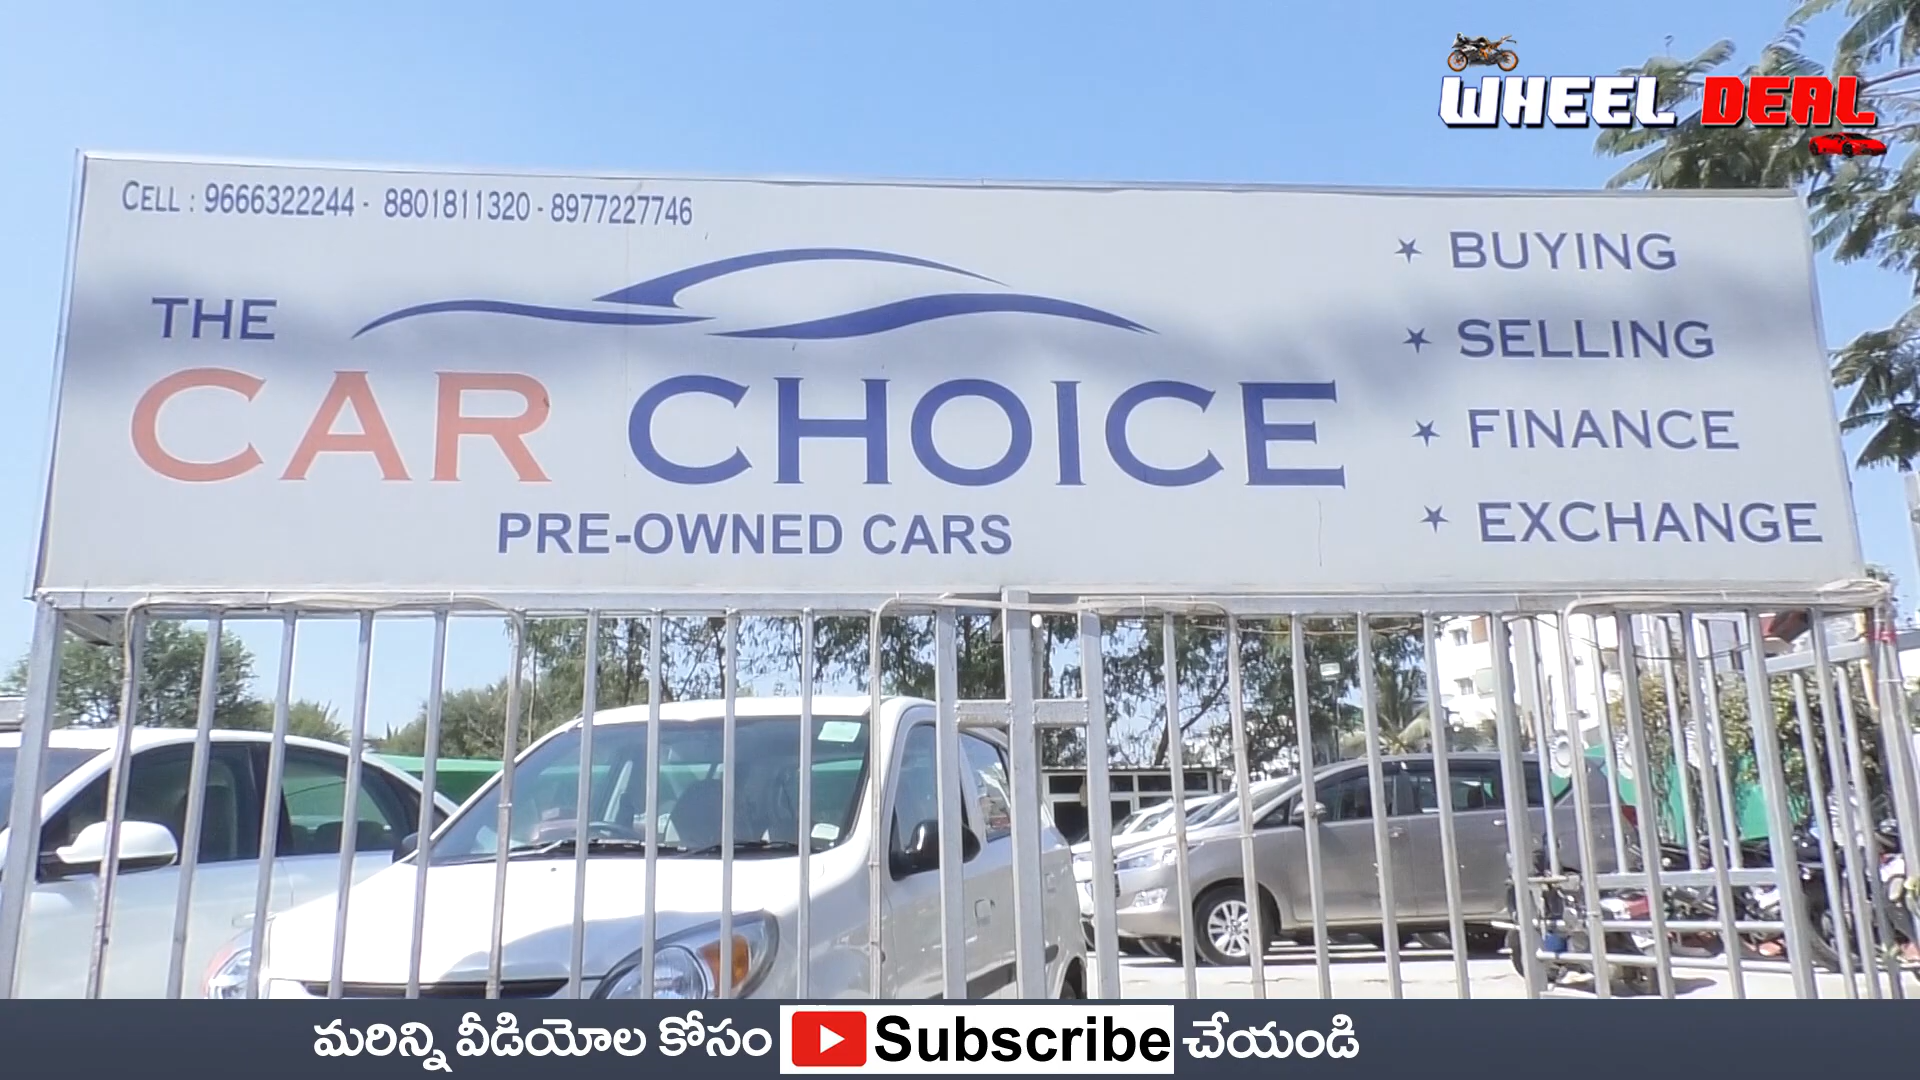 WHEEL DEAL
CELL : 9666322244 - 8801811320 - 8977227746
THE
CAR CHOICE
PRE-OWNED CARS
BUYING
SELLING
FINANCE
EXCHANGE
మరిన్ని వీడియోల కోసం Subscribe చేయండి